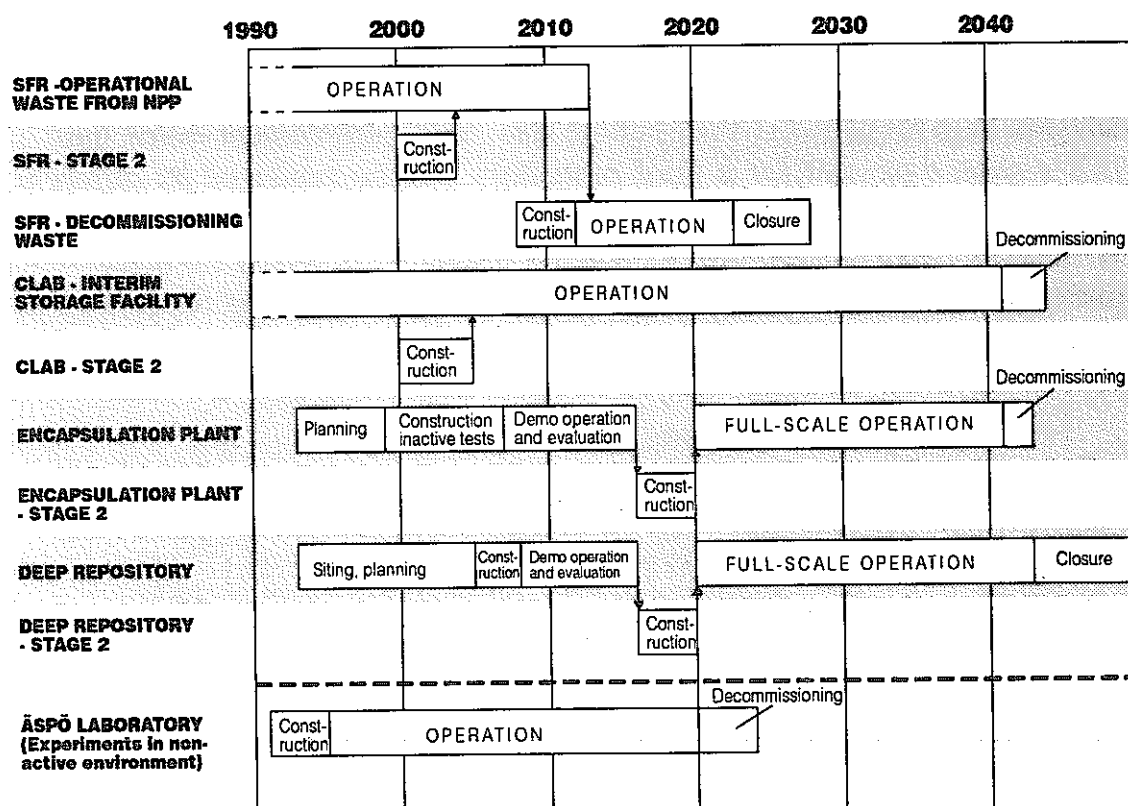 1990 2000 2010 2020 2030 2040
SFR -OPERATIONAL
WASTE FROM NPP
OPERATION
SFR - STAGE 2
Const-
ruction
SFR - DECOMMISSIONING
WASTE
Const-
ruction
OPERATION
Closure
Decommissioning
CLAB - INTERIM
STORAGE FACILITY
OPERATION
CLAB - STAGE 2
Const-
ruction
Decommissioning
ENCAPSULATION PLANT
Planning
Construction
inactive tests
Demo operation
and evaluation
FULL-SCALE OPERATION
ENCAPSULATION PLANT
- STAGE 2
Const-
ruction
DEEP REPOSITORY
Siting, planning
Const-
ruction
Demo operation
and evaluation
FULL-SCALE OPERATION
Closure
DEEP REPOSITORY
- STAGE 2
Const-
ruction
Decommissioning
ÄSPÖ LABORATORY
(Experiments in non-
active environment)
Const-
ruction
OPERATION